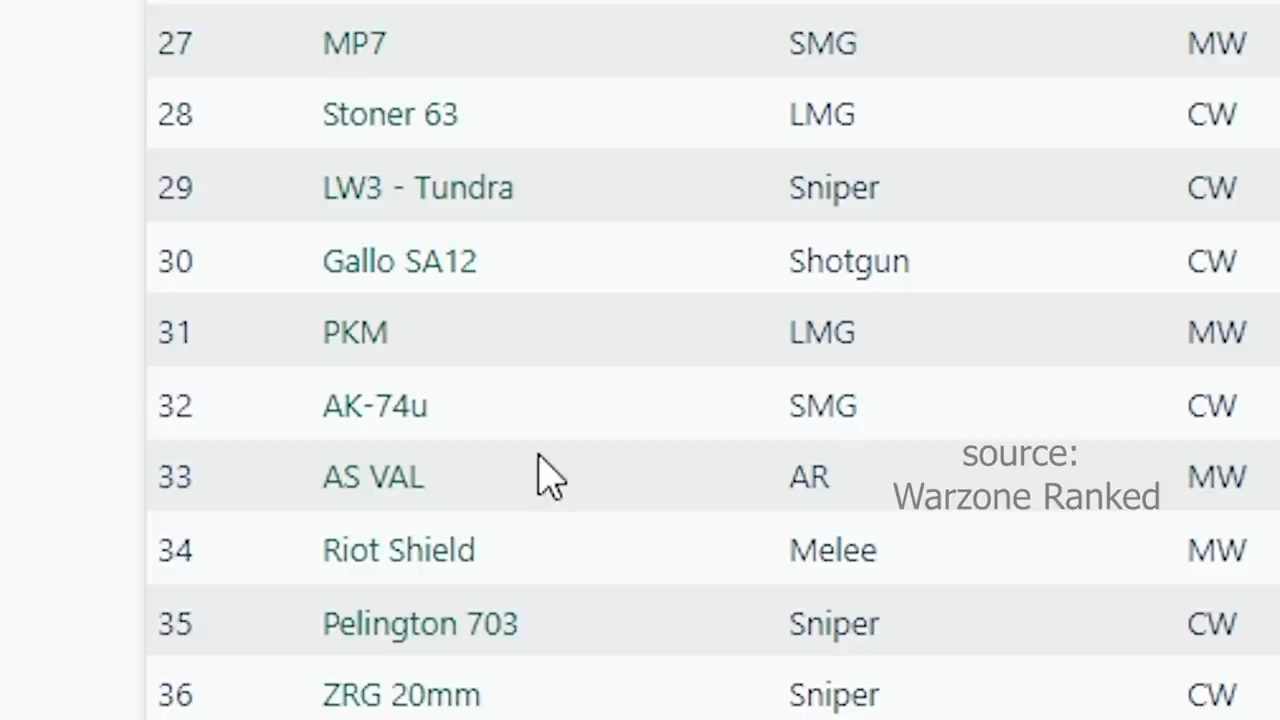 27 MP7 SMG MW
28 Stoner 63 LMG CW
29 LW3 - Tundra Sniper CW
30 Gallo SA12 Shotgun CW
31 PKM LMG MW
32 AK-74u SMG CW
33 AS VAL AR MW
source:
Warzone Ranked
34 Riot Shield Melee MW
35 Pelington 703 Sniper CW
36 ZRG 20mm Sniper CW